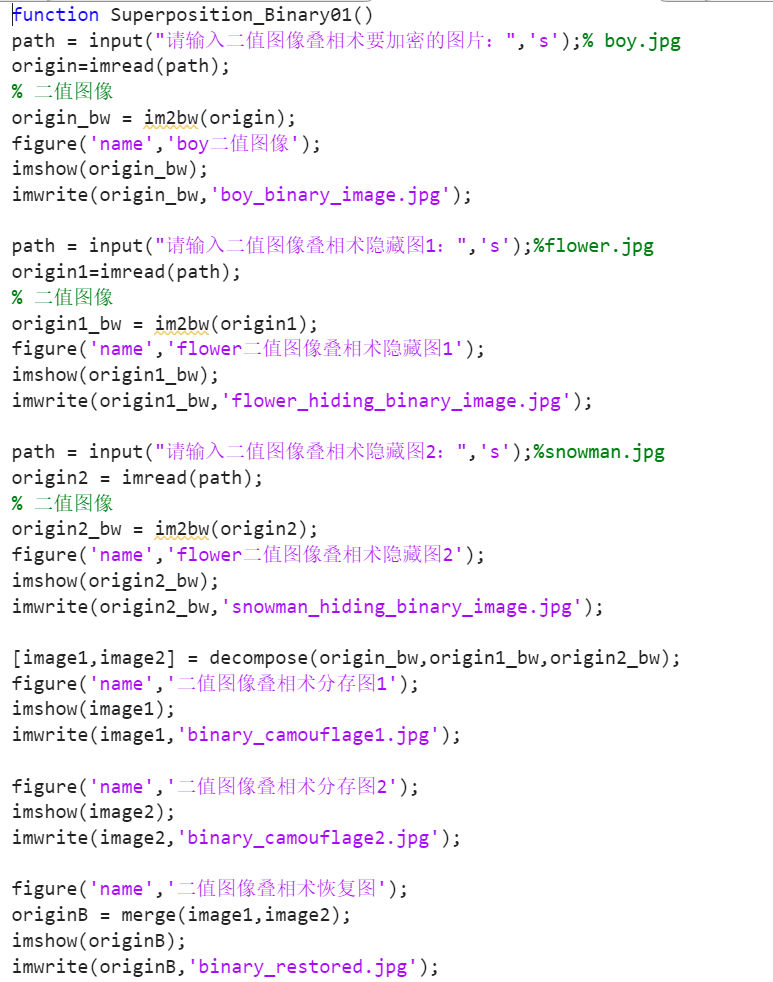 function Superposition_Binary01()
path = input("请输入二值图像叠相术要加密的图片：",'s');% boy.jpg
origin=imread(path);
% 二值图像
origin_bw = im2bw(origin);
figure('name','boy二值图像');
imshow(origin_bw);
imwrite(origin_bw,'boy_binary_image.jpg');
path = input("请输入二值图像叠相术隐藏图1：",'s');%flower.jpg
origin1=imread(path);
% 二值图像
origin1_bw = im2bw(origin1);
figure('name','flower二值图像叠相术隐藏图1');
imshow(origin1_bw);
imwrite(origin1_bw,'flower_hiding_binary_image.jpg');
path = input("请输入二值图像叠相术隐藏图2：",'s');%snowman.jpg
origin2 = imread(path);
% 二值图像
origin2_bw = im2bw(origin2);
figure('name','flower二值图像叠相术隐藏图2');
imshow(origin2_bw);
imwrite(origin2_bw,'snowman_hiding_binary_image.jpg');
[image1,image2] = decompose(origin_bw,origin1_bw,origin2_bw);
figure('name','二值图像叠相术分存图1');
imshow(image1);
imwrite(image1,'binary_camouflage1.jpg');
figure('name','二值图像叠相术分存图2');
imshow(image2);
imwrite(image2,'binary_camouflage2.jpg');
figure('name','二值图像叠相术恢复图');
originB = merge(image1,image2);
imshow(originB);
imwrite(originB,'binary_restored.jpg');